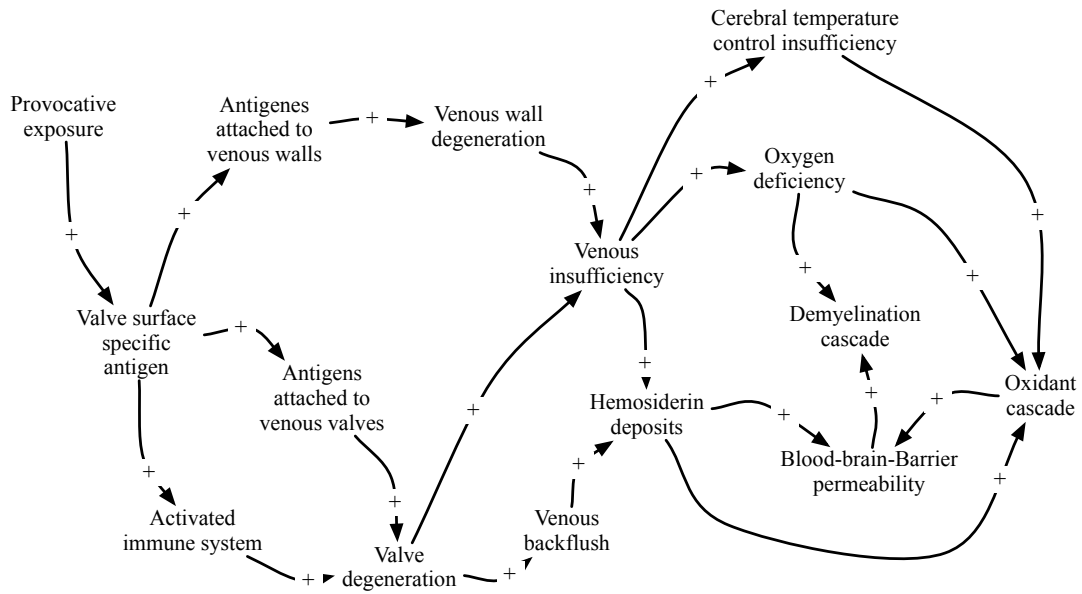 Cerebral temperature
control insufficiency
+
Provocative
exposure
Antigenes
attached to
venous walls
+
Venous wall
degeneration
Oxygen
deficiency
+
+
+
+
+
Venous
insufficiency
+
+
Valve surface
specific
antigen
+
Demyelination
cascade
+
Antigens
attached to
venous valves
+
Hemosiderin
deposits
+
+
+
Oxidant
cascade
+
Blood-brain-Barrier
permeability
+
+
+
+
Activated
immune system
Venous
backflush
+
Valve
degeneration
+